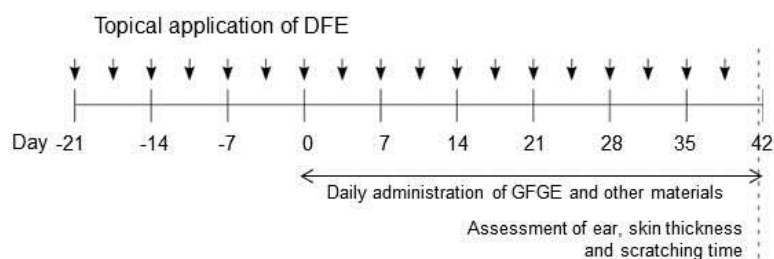 Topical application of DFE
Day -21 -14 -7 0 7 14 21 28 35 42
Daily administration of GFGE and other materials
Assessment of ear, skin thickness
and scratching time